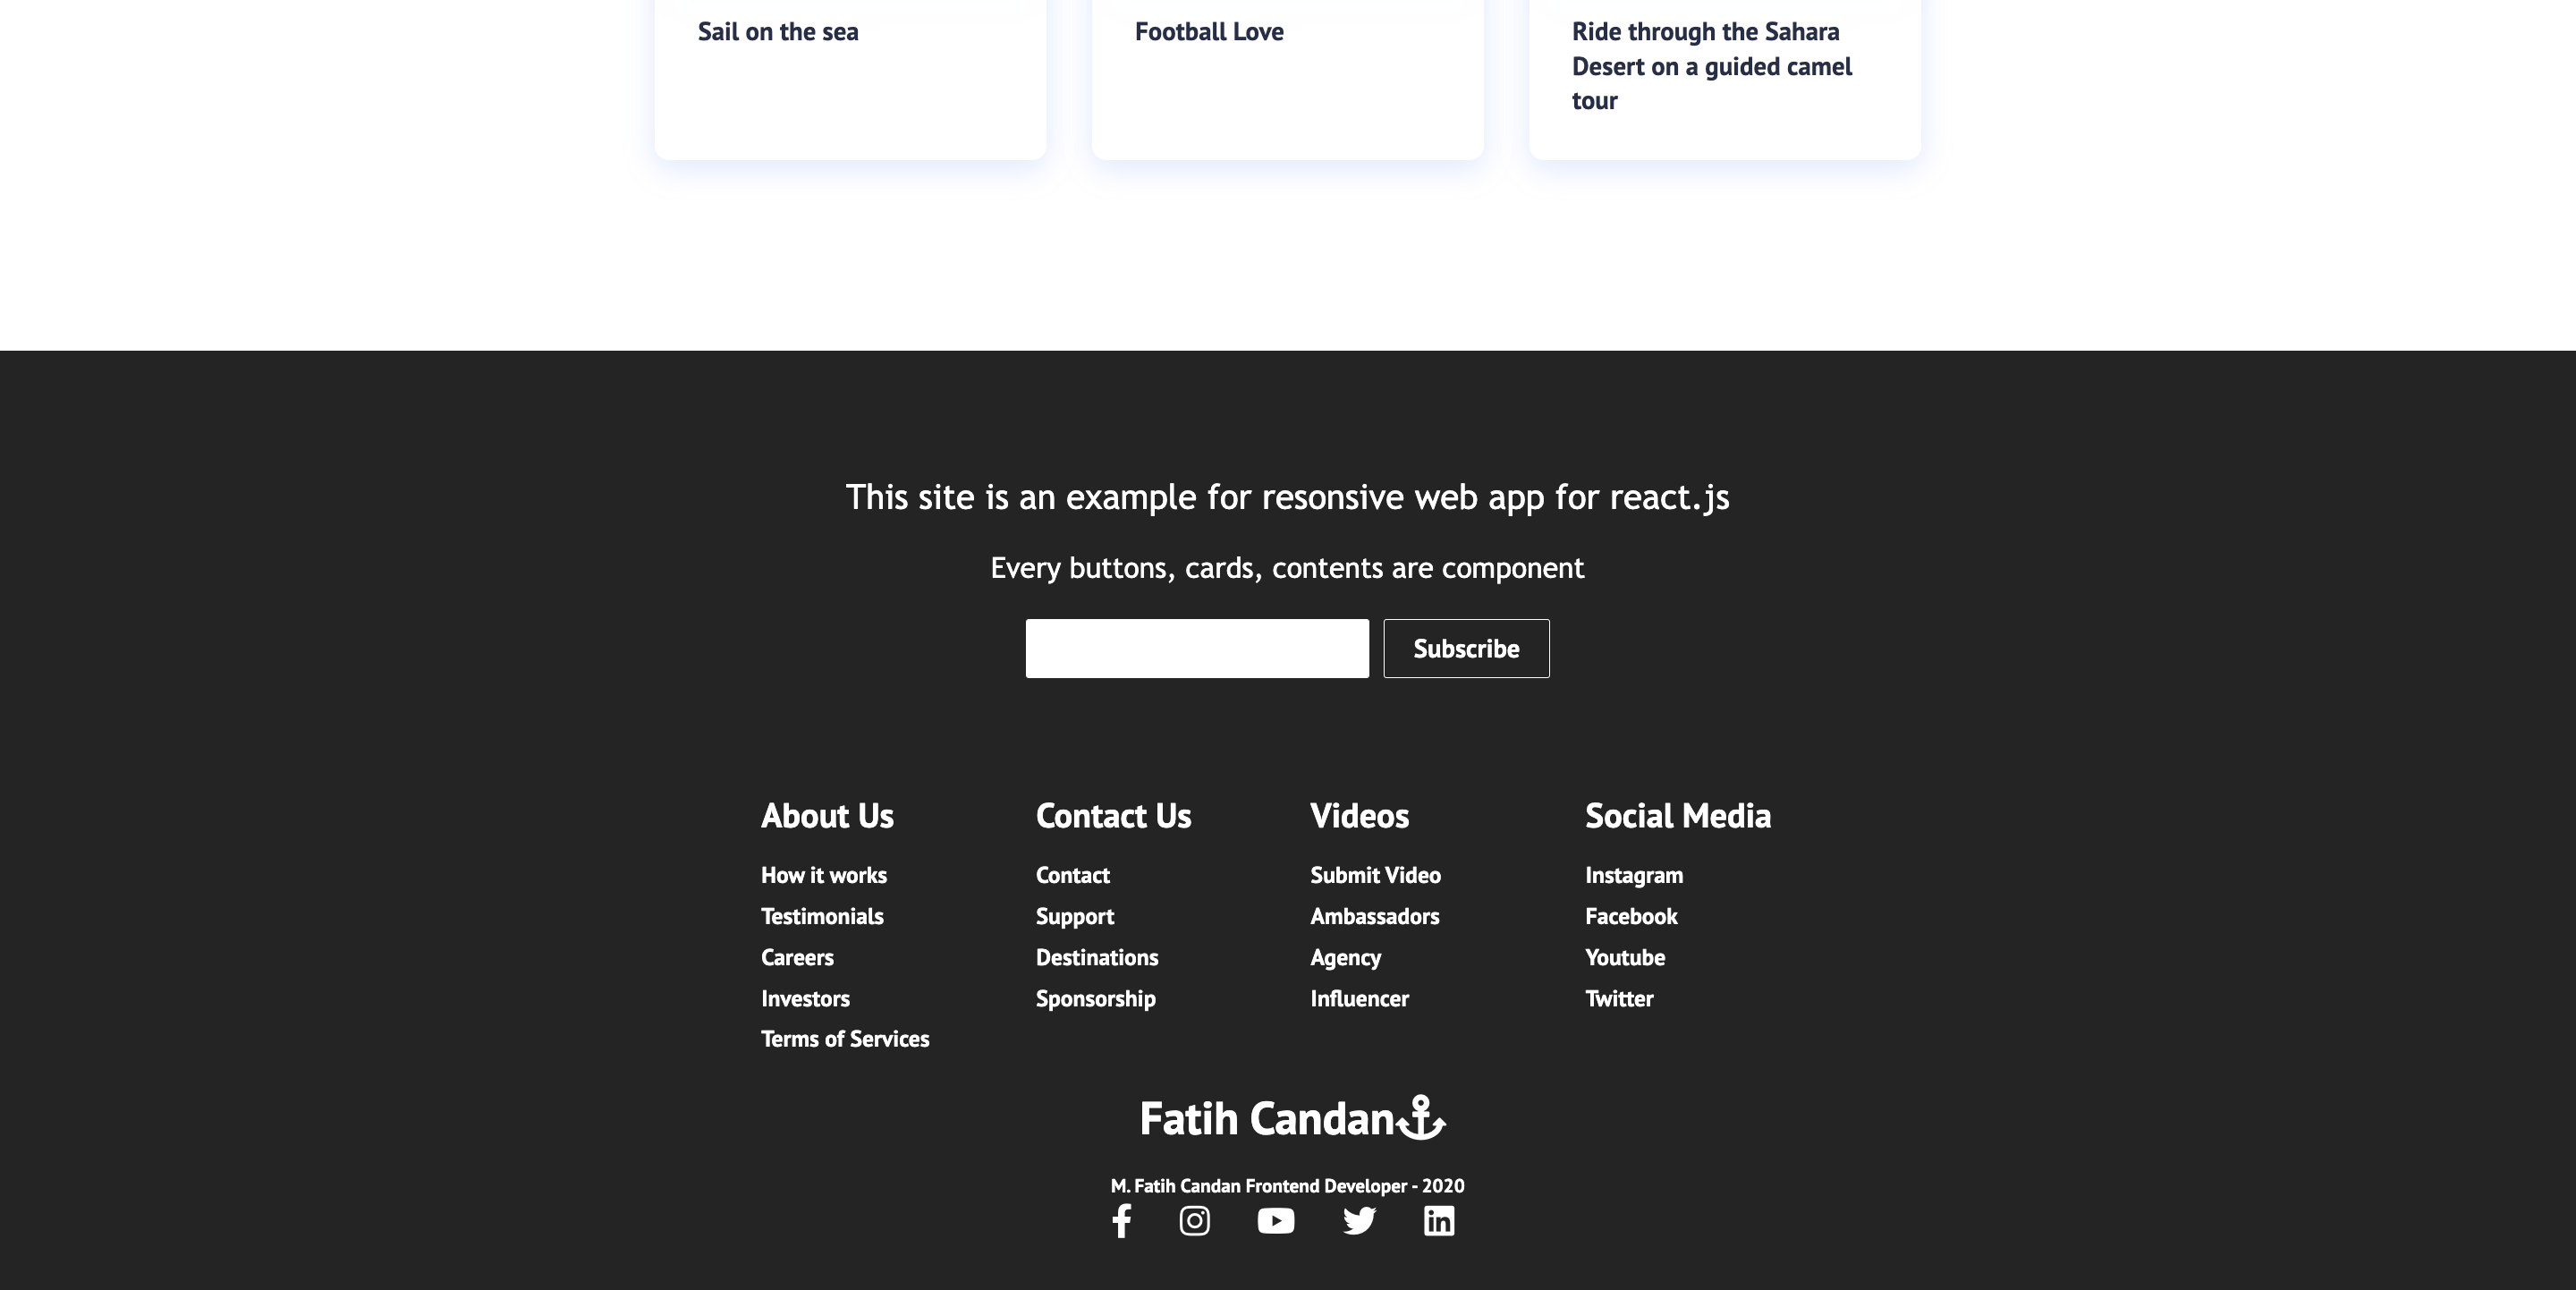 Sail on the sea
Football Love
Ride through the Sahara
Desert on a guided camel
tour
This site is an example for resonsive web app for react.js
Every buttons, cards, contents are component
Subscribe
About Us
How it works
Testimonials
Careers
Investors
Terms of Services
Contact Us
Contact
Support
Destinations
Sponsorship
Videos
Submit Video
Ambassadors
Agency
Influencer
Social Media
Instagram
Facebook
Youtube
Twitter
Fatih Candan
M. Fatih Candan Frontend Developer - 2020